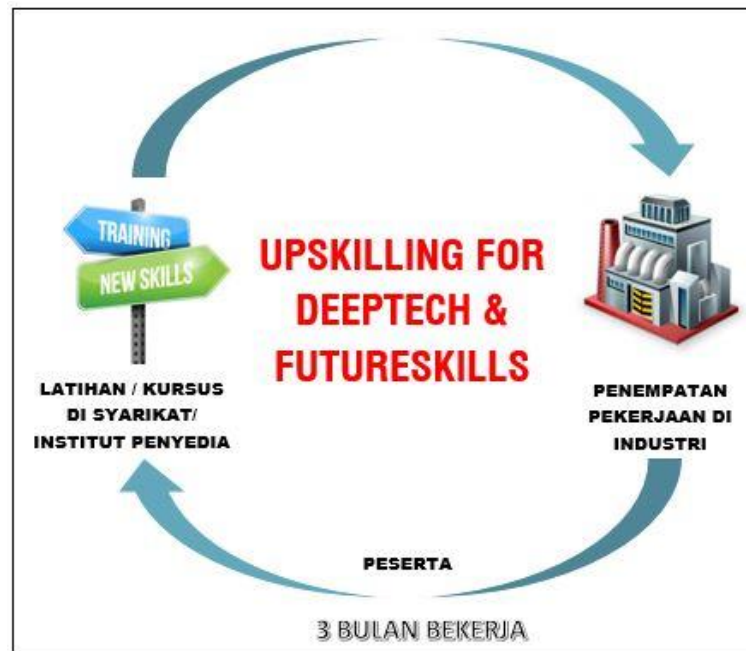 TRAINING
NEW SKILLS
UPSKILLING FOR
DEEPTECH &
FUTURESKILLS
LATIHAN / KURSUS
DI SYARIKAT/
INSTITUT PENYEDIA
PENEMPATAN
PEKERJAAN DI
INDUSTRI
PESERTA
3 BULAN BEKERJA